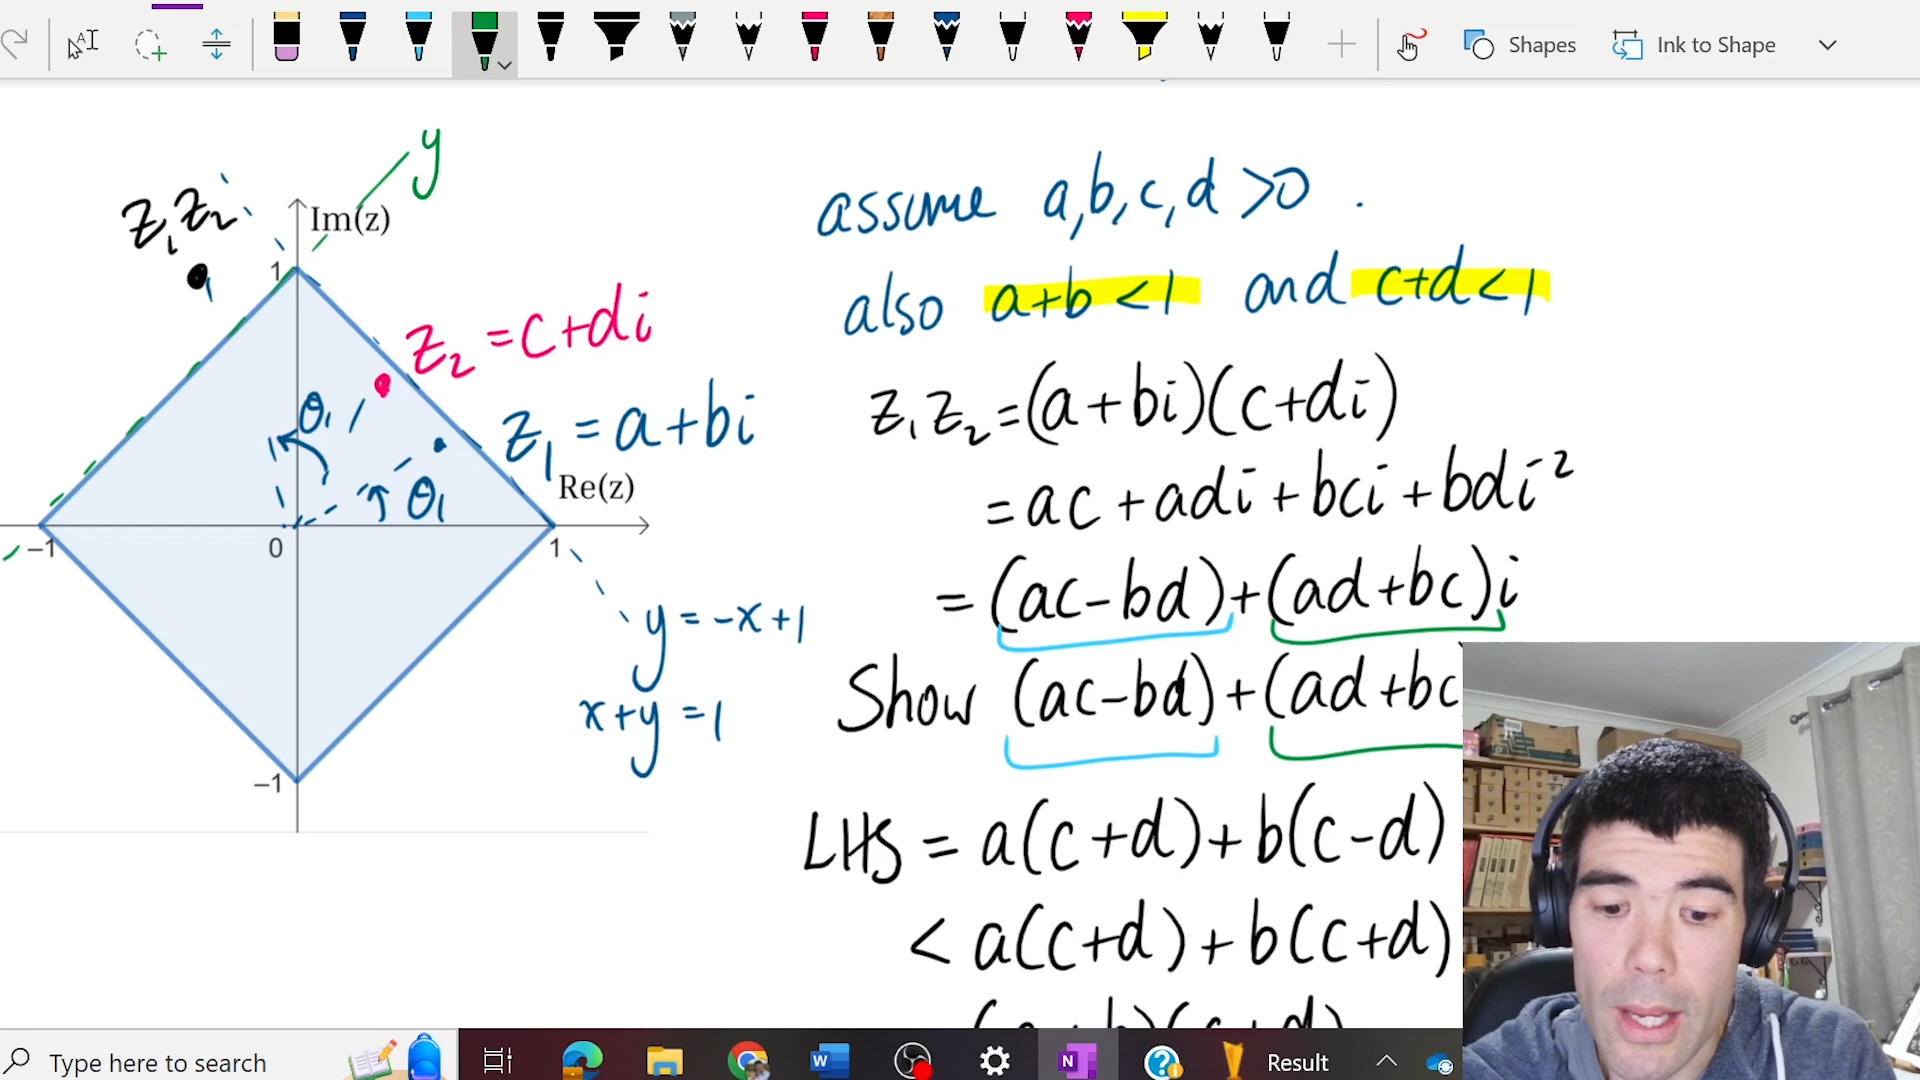 Shapes
Ink to Shape
y
Z₁Z₂
Im(z)
1
Z₂ = c+di
θ₁
Z₁ = a+bi
θ₁
Re(z)
-1
0
1
y = -x+1
x+y = 1
-1
assume a,b,c,d >0 .
also a+b <1 and c+d<1
Z₁Z₂ = (a+bi)(c+di)
= ac + adi + bci + bdi²
= (ac-bd)+(ad+bc)i
Show (ac-bd)+(ad+bc
LHS = a(c+d)+b(c-d)
< a(c+d)+b(c+d)
Type here to search
Result